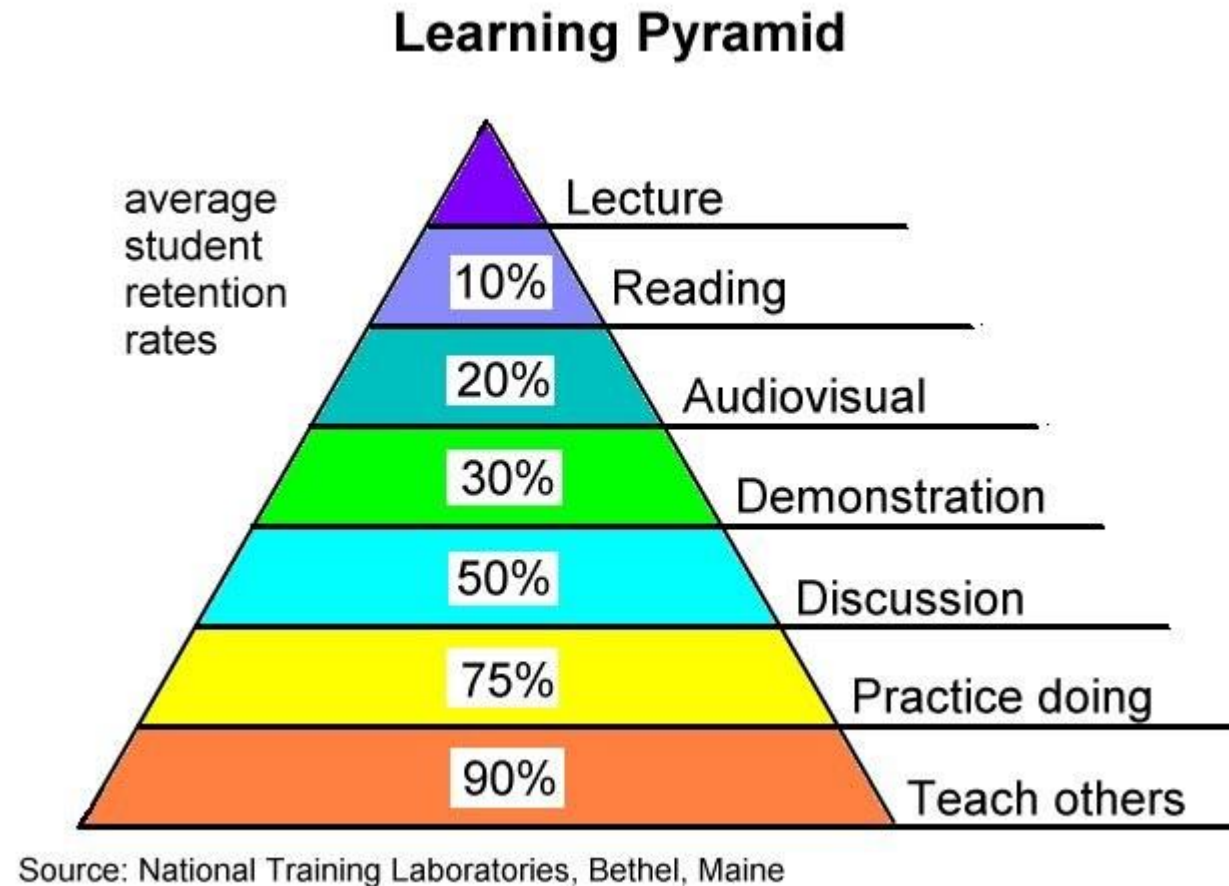 Learning Pyramid
average
student
retention
rates
Lecture
10% Reading
20% Audiovisual
30% Demonstration
50% Discussion
75% Practice doing
90% Teach others
Source: National Training Laboratories, Bethel, Maine